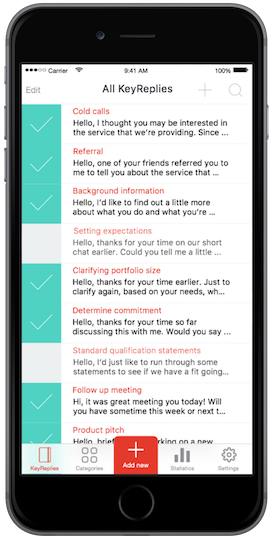 Carrier 9:41 AM 100%
Edit All KeyReplies
Cold calls
Hello, I thought you may be interested in
the service that we're providing. Since ...
Referral
Hello, one of your friends referred you to
me to tell you about the service that ...
Background information
Hello, I'd like to find out a little more
about what you do and what you're ...
Setting expectations
Hello, thanks for your time on our short
chat earlier. Could you tell me a little ...
Clarifying portfolio size
Hello, thanks for your time earlier. Just to
clarify again, based on your needs, wh...
Determine commitment
Hello, thanks for your time so far
discussing this with me. Would you say ...
Standard qualification statements
Hello, I'd just like to run through some
statements to see if we have a fit going...
Follow up meeting
Hi, it was great meeting you today! Will
you have sometime this week or next t...
Product pitch
Hello, working on a new
KeyReplies Categories Add new Statistics Settings